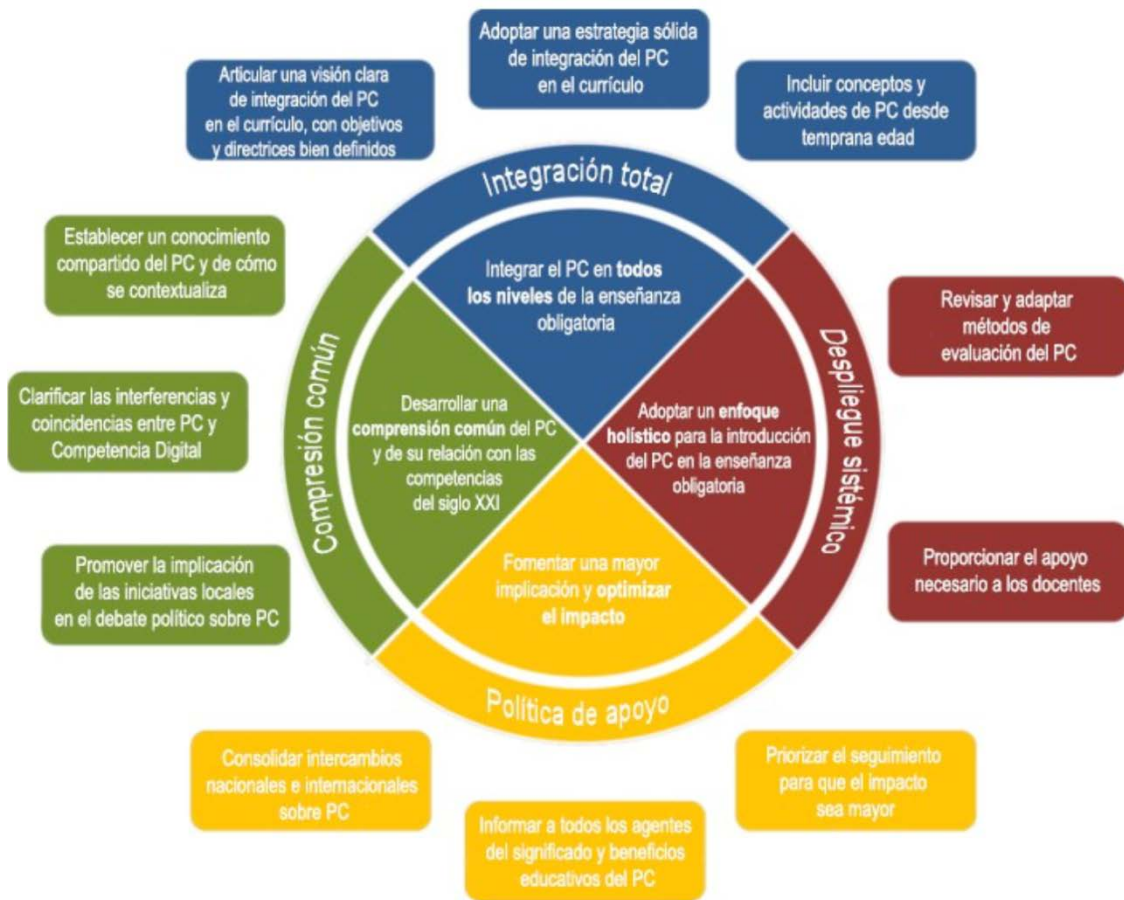 Adoptar una estrategia sólida
de integración del PC
en el currículo
Articular una visión clara
de integración del PC
en el currículo, con objetivos
y directrices bien definidos
Incluir conceptos y
actividades de PC desde
temprana edad
Integración total
Integrar el PC en todos
los niveles de la enseñanza
obligatoria
Establecer un conocimiento
compartido del PC y de cómo
se contextualiza
Clarificar las interferencias y
coincidencias entre PC y
Competencia Digital
Promover la implicación
de las iniciativas locales
en el debate político sobre PC
Compresión común
Desarrollar una
comprensión común del PC
y de su relación con las
competencias
del siglo XXI
Adoptar un enfoque
holístico para la introducción
del PC en la enseñanza
obligatoria
Despliegue sistérmico
Revisar y adaptar
métodos de
evaluación del PC
Proporcionar el apoyo
necesario a los docentes
Fomentar una mayor
implicación y optimizar
el impacto
Política de apoyo
Consolidar intercambios
nacionales e internacionales
sobre PC
Informar a todos los agentes
del significado y beneficios
educativos del PC
Priorizar el seguimiento
para que el impacto
sea mayor